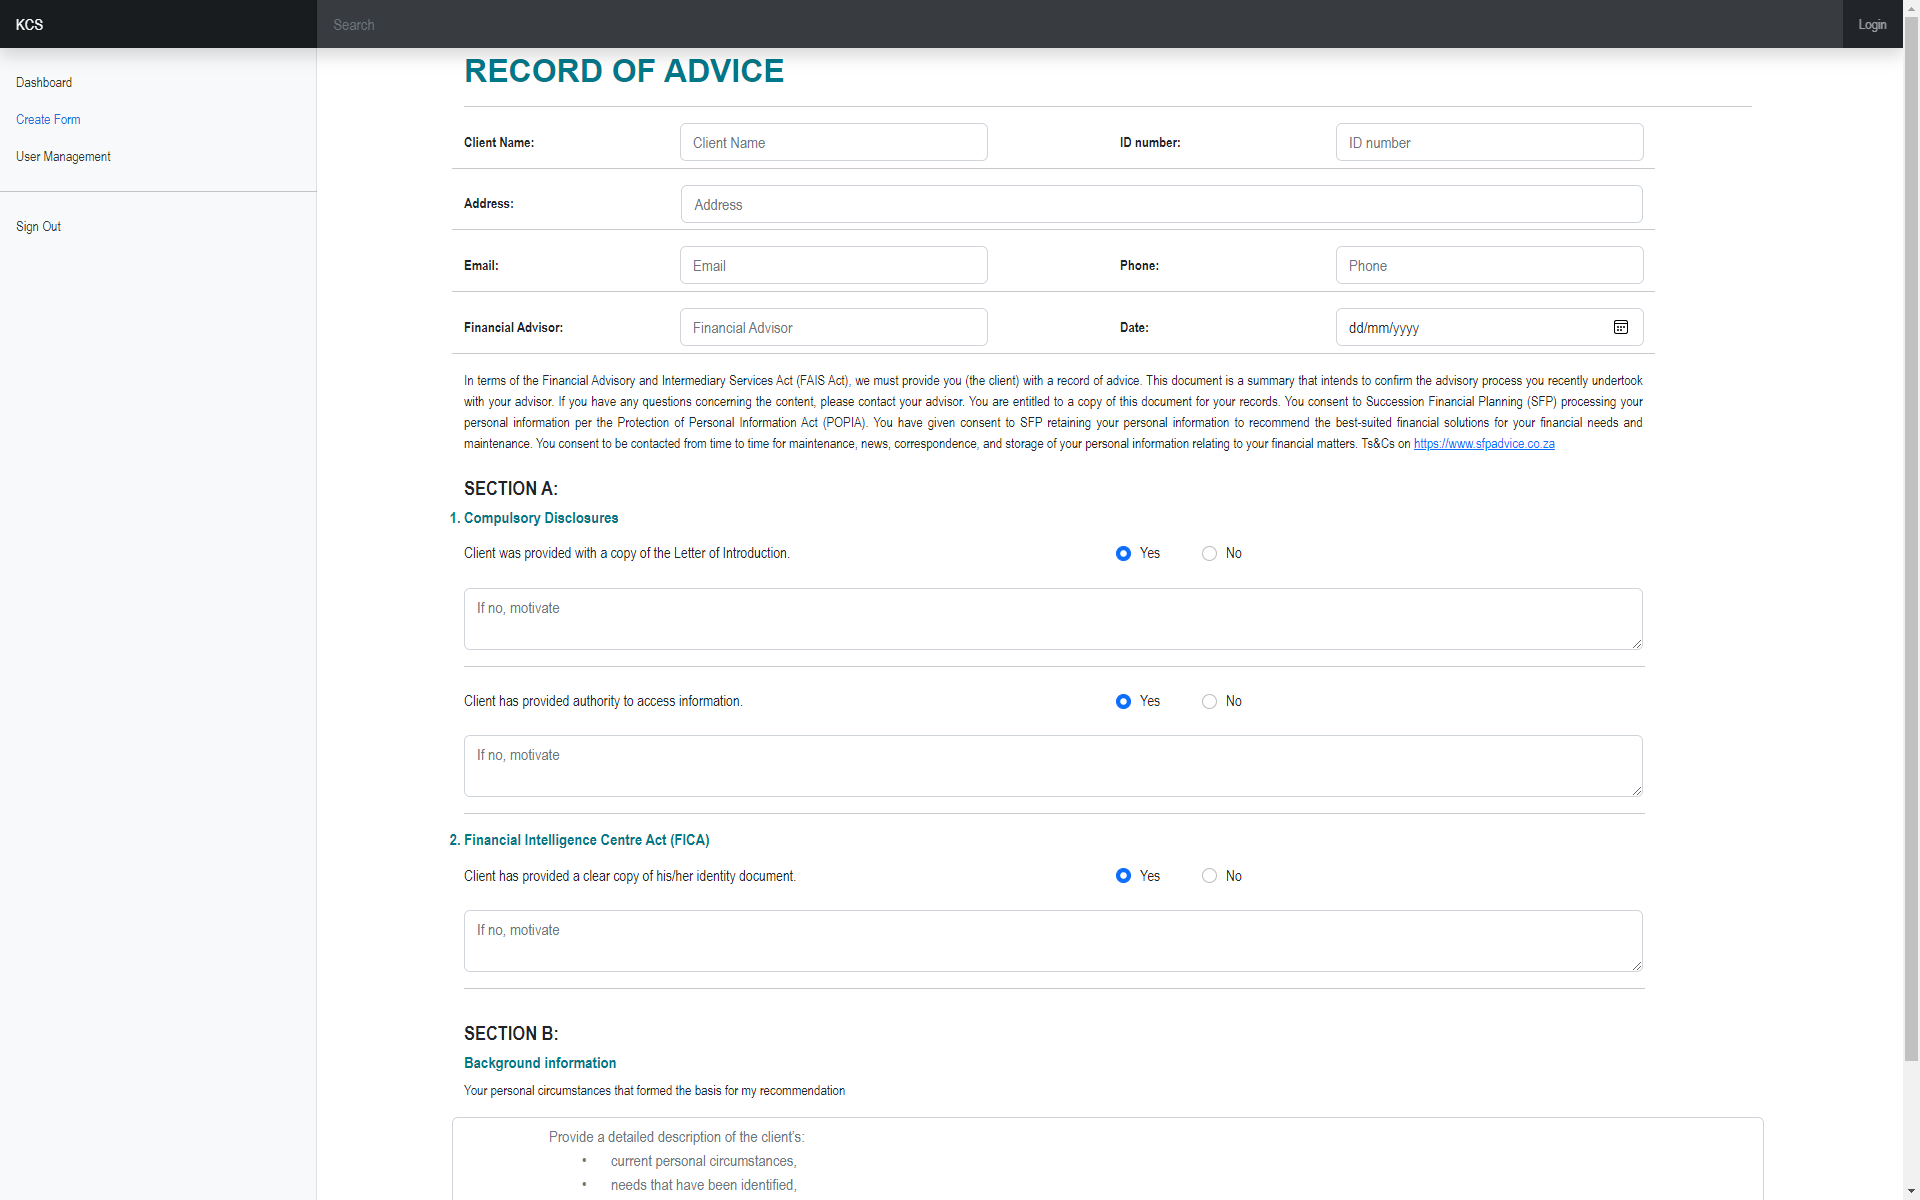 KCS
Search
Login
Dashboard
Create Form
User Management
Sign Out
RECORD OF ADVICE
Client Name: Client Name ID number: ID number
Address: Address
Email: Email Phone: Phone
Financial Advisor: Financial Advisor Date: dd/mm/yyyy
In terms of the Financial Advisory and Intermediary Services Act (FAIS Act), we must provide you (the client) with a record of advice. This document is a summary that intends to confirm the advisory process you recently undertook
with your advisor. If you have any questions concerning the content, please contact your advisor. You are entitled to a copy of this document for your records. You consent to Succession Financial Planning (SFP) processing your
personal information per the Protection of Personal Information Act (POPIA). You have given consent to SFP retaining your personal information to recommend the best-suited financial solutions for your financial needs and
maintenance. You consent to be contacted from time to time for maintenance, news, correspondence, and storage of your personal information relating to your financial matters. Ts&Cs on https://www.sfpadvice.co.za
SECTION A:
1. Compulsory Disclosures
Client was provided with a copy of the Letter of Introduction. Yes No
If no, motivate
Client has provided authority to access information. Yes No
If no, motivate
2. Financial Intelligence Centre Act (FICA)
Client has provided a clear copy of his/her identity document. Yes No
If no, motivate
SECTION B:
Background information
Your personal circumstances that formed the basis for my recommendation
Provide a detailed description of the client's:
• current personal circumstances,
• needs that have been identified,